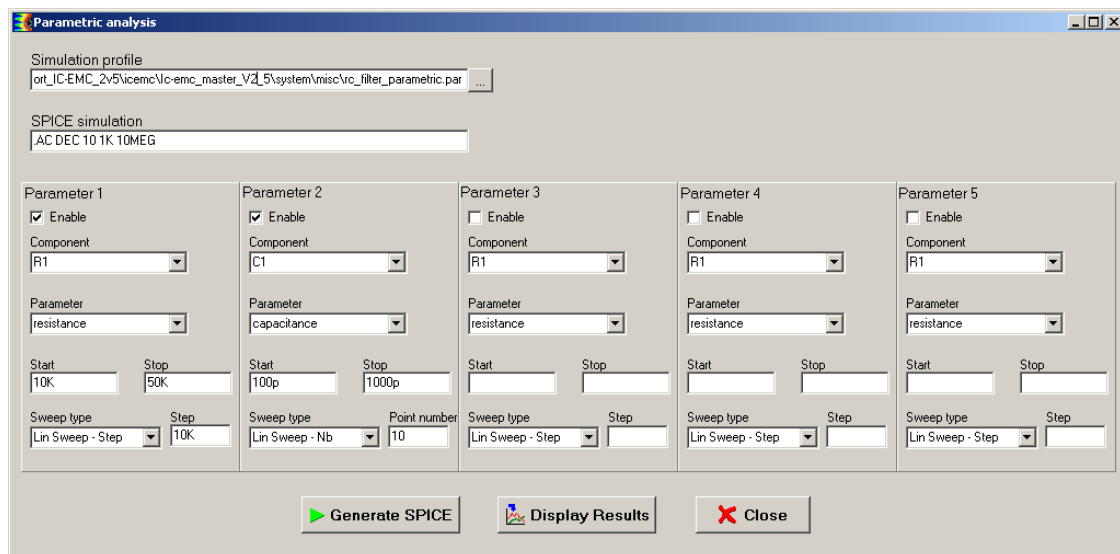 Parametric analysis
Simulation profile
ort_IC-EMC_2v5\icemc\Ic-emc_master_V2_5\system\misc\rc_filter_parametric.par
...
SPICE simulation
.AC DEC 10 1K 10MEG
Parameter 1 Parameter 2 Parameter 3 Parameter 4 Parameter 5
Enable Enable Enable Enable Enable
Component Component Component Component Component
R1 C1 R1 R1 R1
Parameter Parameter Parameter Parameter Parameter
resistance capacitance resistance resistance resistance
Start Stop Start Stop Start Stop Start Stop Start Stop
10K 50K 100p 1000p
Sweep type Step Sweep type Point number Sweep type Step Sweep type Step Sweep type Step
Lin Sweep - Step 10K Lin Sweep - Nb 10 Lin Sweep - Step Lin Sweep - Step Lin Sweep - Step
Generate SPICE Display Results Close